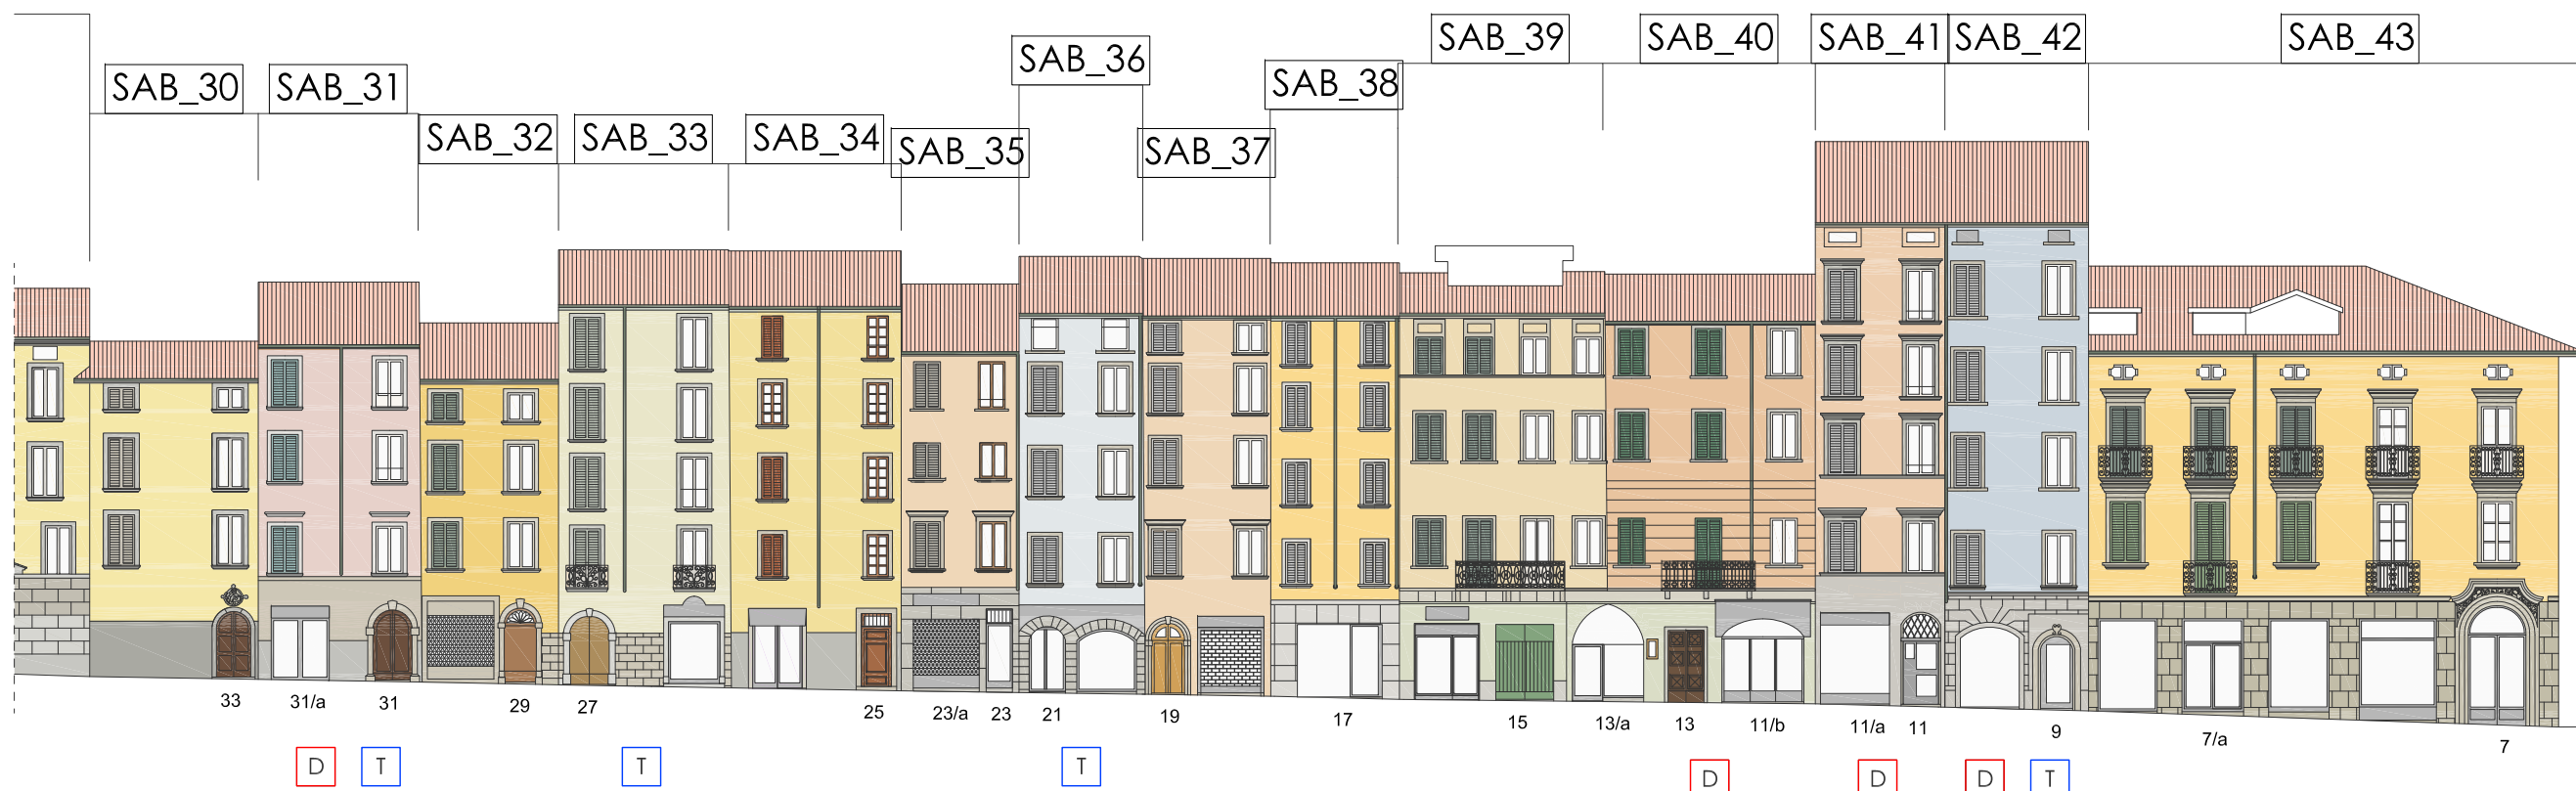 SAB_30
SAB_31
SAB_32
SAB_33
SAB_34
SAB_35
SAB_36
SAB_37
SAB_38
SAB_39
SAB_40
SAB_41
SAB_42
SAB_43
33
31/a
31
29
27
25
23/a
23
21
19
17
15
13/a
13
11/b
11/a
11
9
7/a
7
D
T
T
T
D
D
D
T